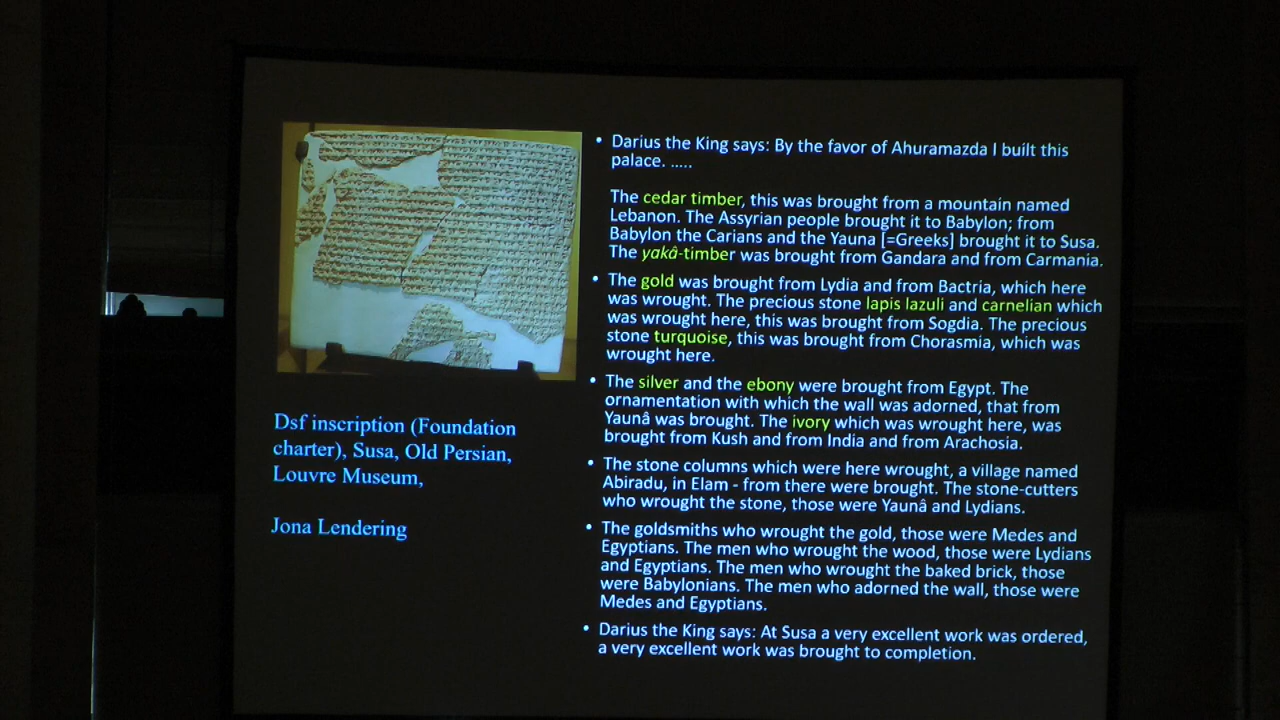 Darius the King says: By the favor of Ahuramazda I built this
palace. .....
The cedar timber, this was brought from a mountain named
Lebanon. The Assyrian people brought it to Babylon; from
Babylon the Carians and the Yauna [=Greeks] brought it to Susa.
The yakâ-timber was brought from Gandara and from Carmania.
The gold was brought from Lydia and from Bactria, which here
was wrought. The precious stone lapis lazuli and carnelian which
was wrought here, this was brought from Sogdia. The precious
stone turquoise, this was brought from Chorasmia, which was
wrought here.
The silver and the ebony were brought from Egypt. The
ornamentation with which the wall was adorned, that from
Yaunâ was brought. The ivory which was wrought here, was
brought from Kush and from India and from Arachosia.
The stone columns which were here wrought, a village named
Abiradu, in Elam - from there were brought. The stone-cutters
who wrought the stone, those were Yaunâ and Lydians.
The goldsmiths who wrought the gold, those were Medes and
Egyptians. The men who wrought the wood, those were Lydians
and Egyptians. The men who wrought the baked brick, those
were Babylonians. The men who adorned the wall, those were
Medes and Egyptians.
Darius the King says: At Susa a very excellent work was ordered,
a very excellent work was brought to completion.
Dsf inscription (Foundation
charter), Susa, Old Persian,
Louvre Museum,
Jona Lendering